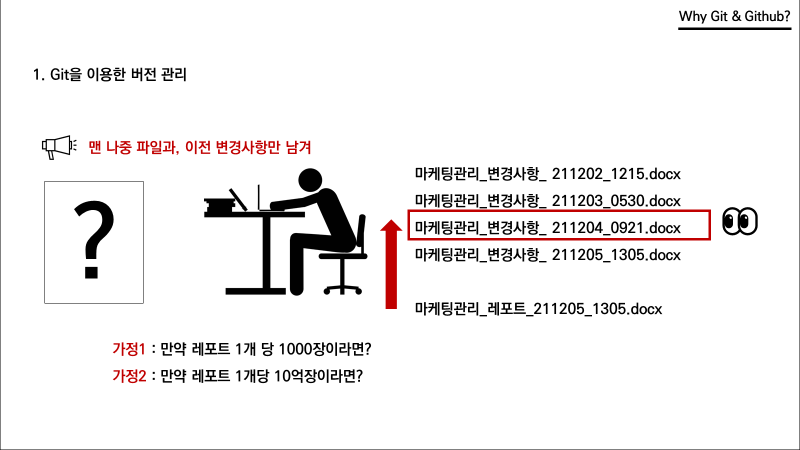 Why Git & Github?
1. Git을 이용한 버전 관리
맨 나중 파일과, 이전 변경사항만 남겨
?
마케팅관리_변경사항_ 211202_1215.docx
마케팅관리_변경사항_ 211203_0530.docx
마케팅관리_변경사항_ 211204_0921.docx
마케팅관리_변경사항_ 211205_1305.docx
마케팅관리_레포트_211205_1305.docx
가정1 : 만약 레포트 1개 당 1000장이라면?
가정2 : 만약 레포트 1개당 10억장이라면?